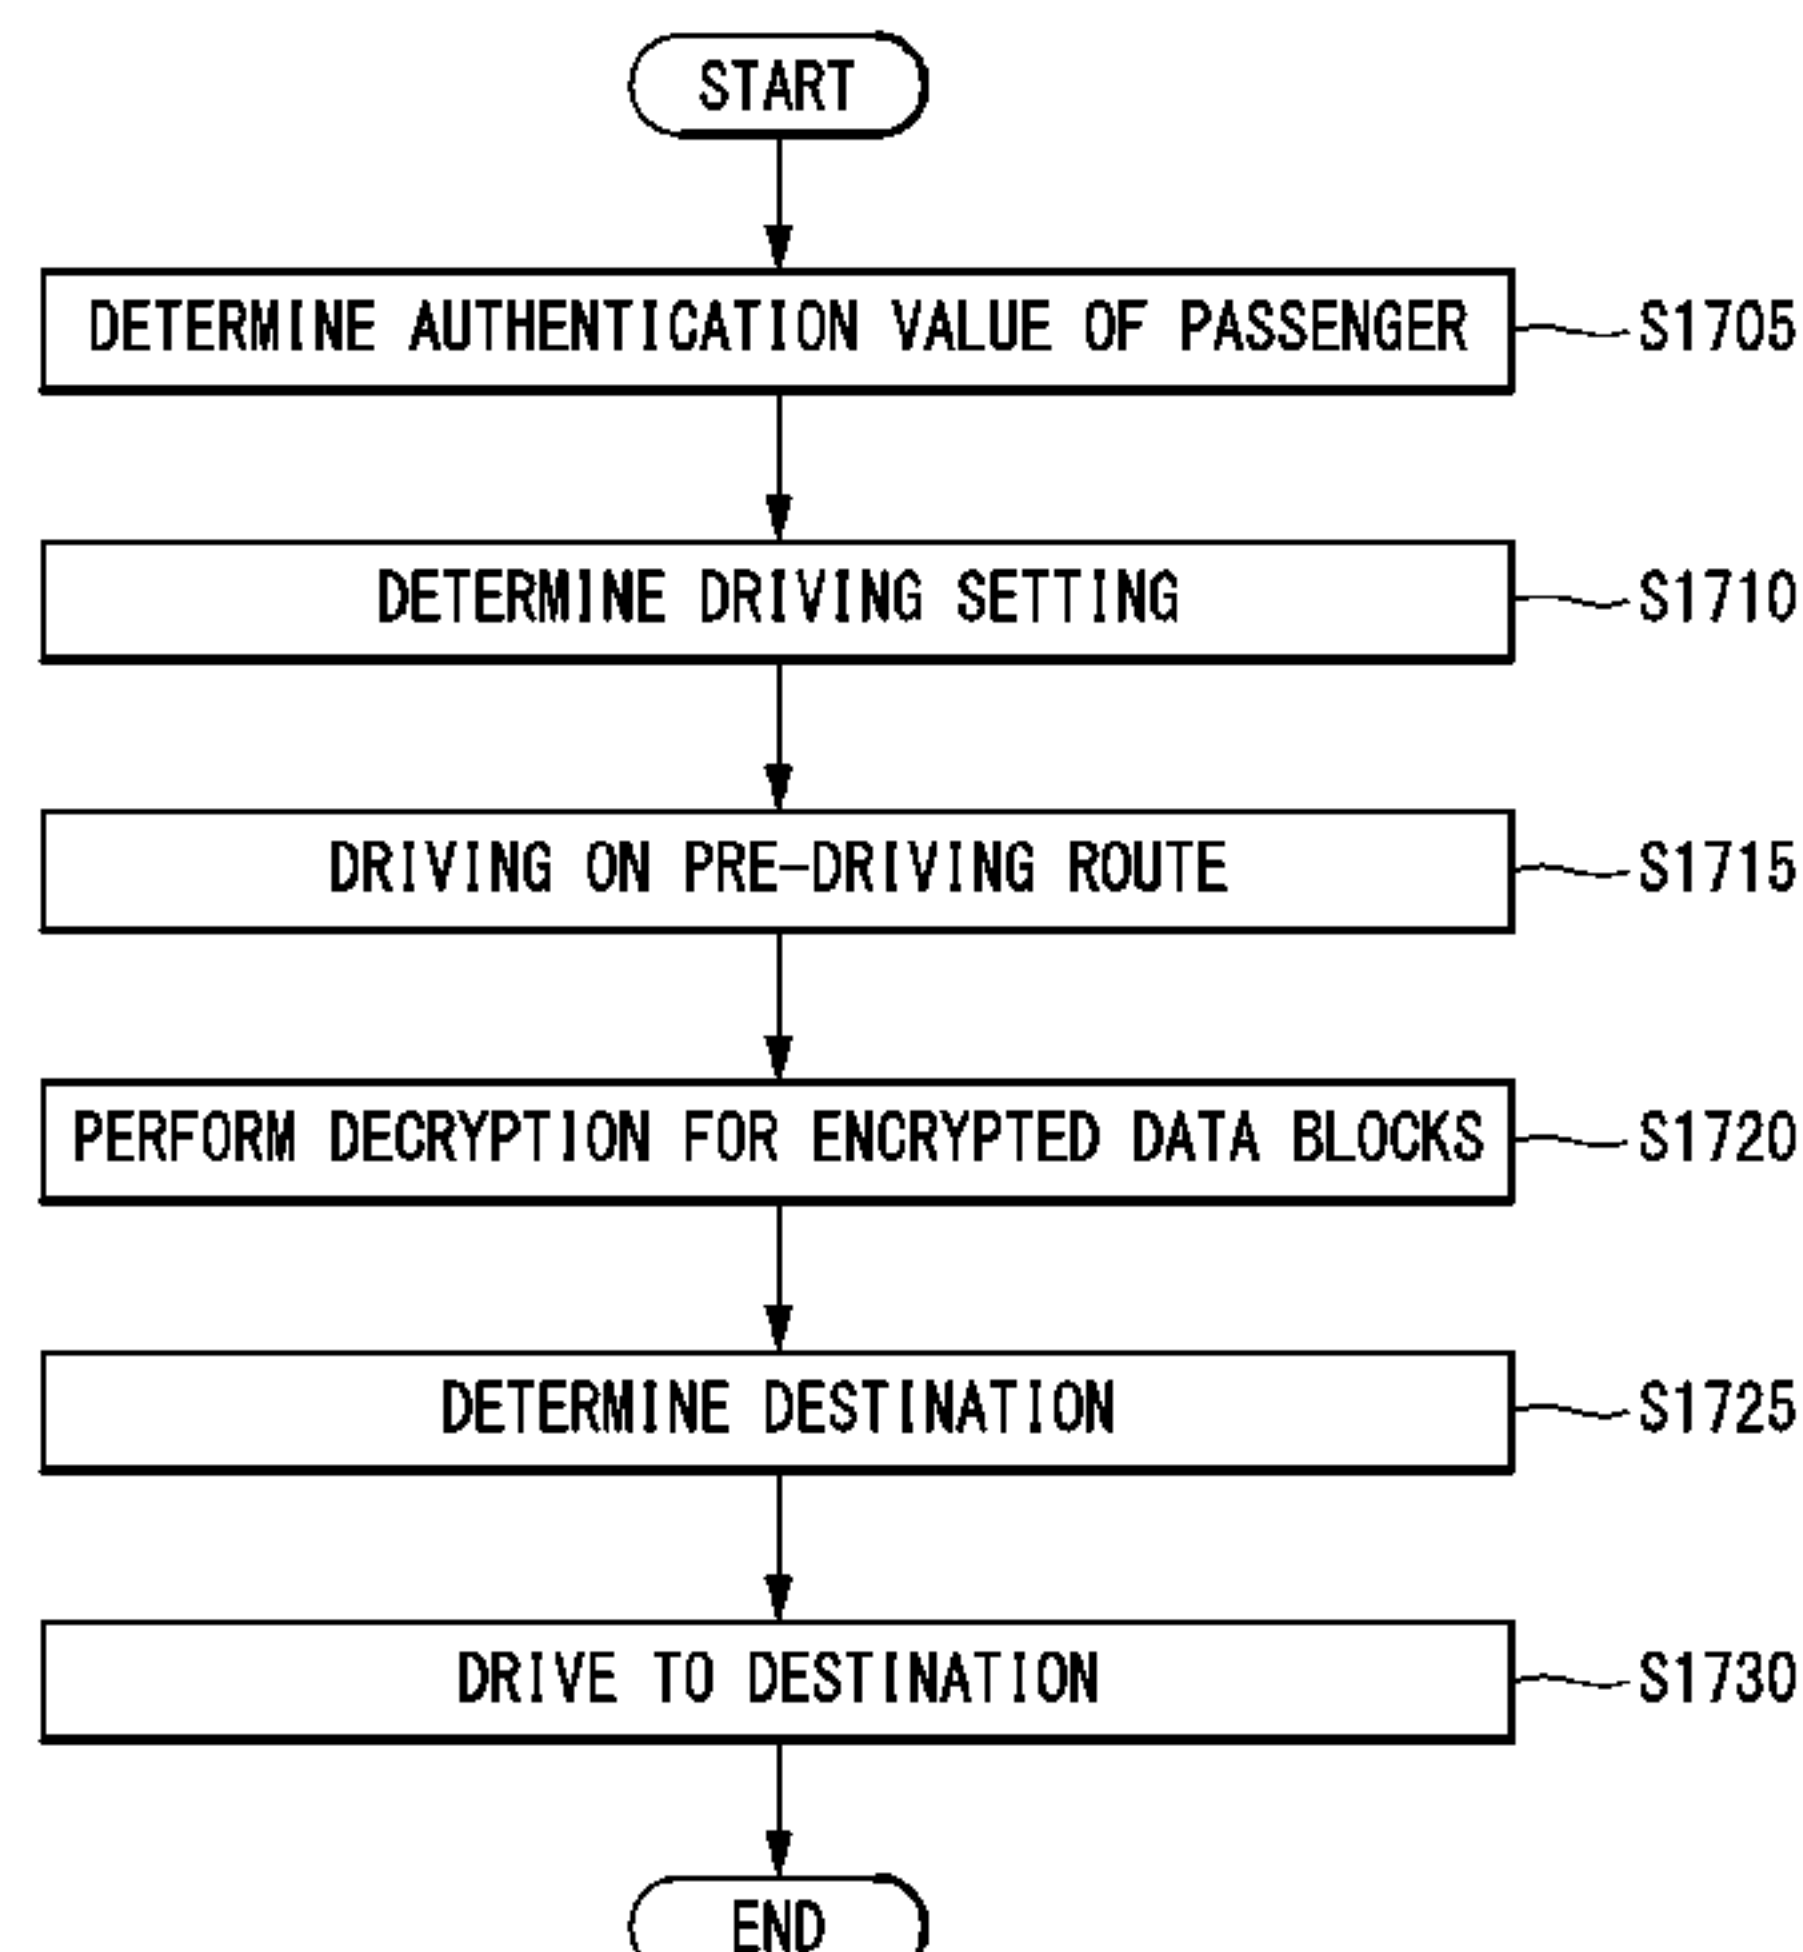 START
DETERMINE AUTHENTICATION VALUE OF PASSENGER S1705
DETERMINE DRIVING SETTING S1710
DRIVING ON PRE-DRIVING ROUTE S1715
PERFORM DECRYPTION FOR ENCRYPTED DATA BLOCKS S1720
DETERMINE DESTINATION S1725
DRIVE TO DESTINATION S1730
END